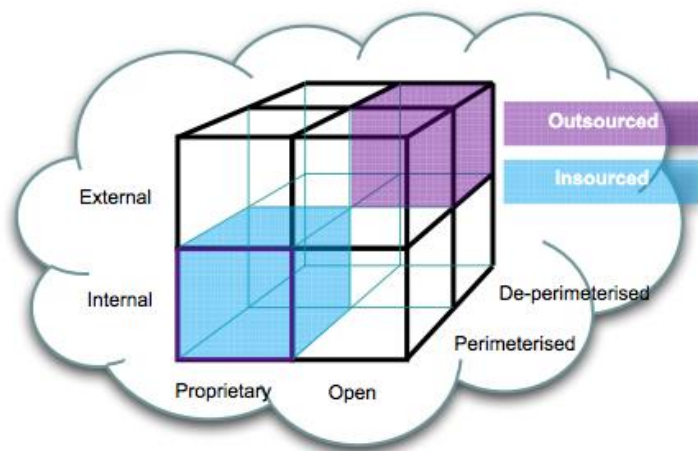 Outsourced
Insourced
External
Internal
De-perimeterised
Perimeterised
Proprietary
Open